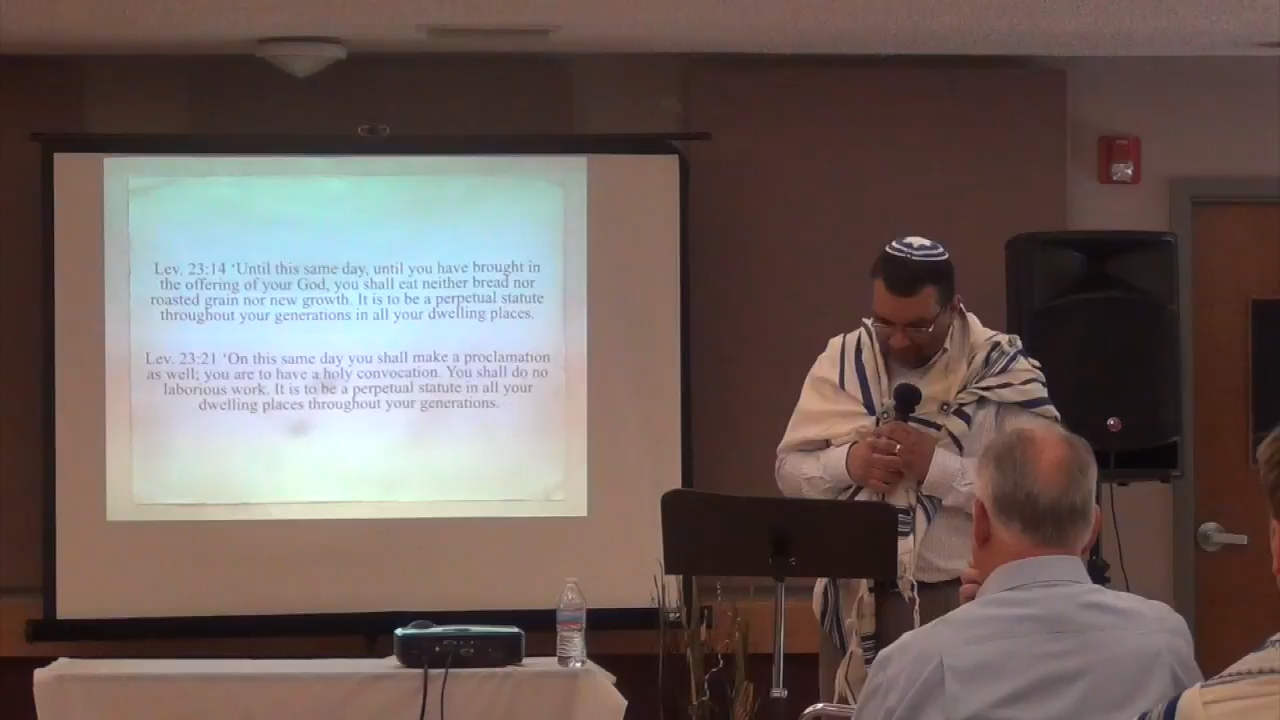 Lev. 23:14 ‘Until this same day, until you have brought in
the offering of your God, you shall eat neither bread nor
roasted grain nor new growth. It is to be a perpetual statute
throughout your generations in all your dwelling places.
Lev. 23:21 ‘On this same day you shall make a proclamation
as well; you are to have a holy convocation. You shall do no
laborious work. It is to be a perpetual statute in all your
dwelling places throughout your generations.